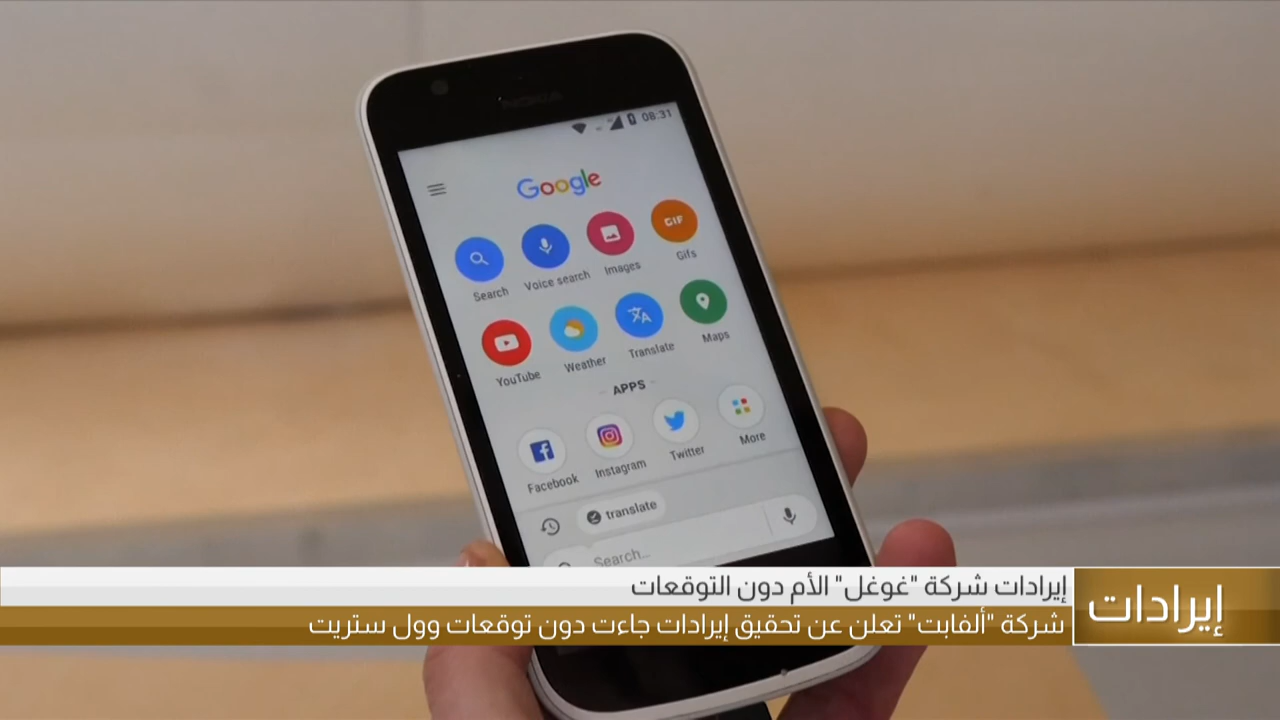 NOKIA
08:31
Google
GIF
Search Voice search Images Gifs
YouTube Weather Translate Maps
APPS
Facebook Instagram Twitter More
translate
Search...
إيرادات
إيرادات شركة "غوغل" الأم دون التوقعات
شركة "ألفابت" تعلن عن تحقيق إيرادات جاءت دون توقعات وول ستريت